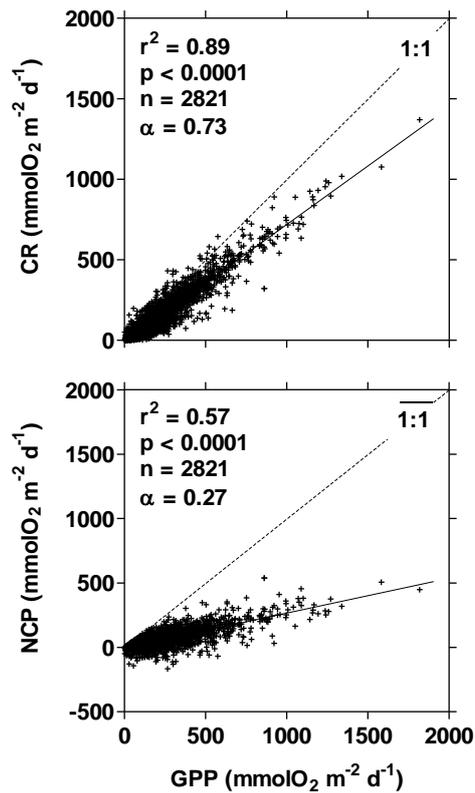 2000
1500
1000
500
0
CR (mmolO₂ m⁻² d⁻¹)
r² = 0.89
p < 0.0001
n = 2821
α = 0.73
1:1
2000
1500
1000
500
0
-500
NCP (mmolO₂ m⁻² d⁻¹)
r² = 0.57
p < 0.0001
n = 2821
α = 0.27
1:1
0 500 1000 1500 2000
GPP (mmolO₂ m⁻² d⁻¹)